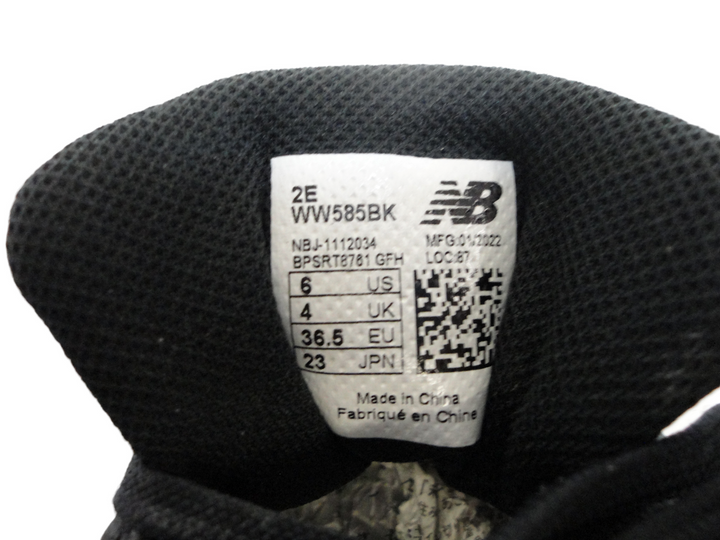 2E
WW585BK
NB
NBJ-1112034
MFG:01/2022
BPSRT8761 GFH
LOC:87
6 US
4 UK
36.5 EU
23 JPN
Made in China
Fabriqué en Chine